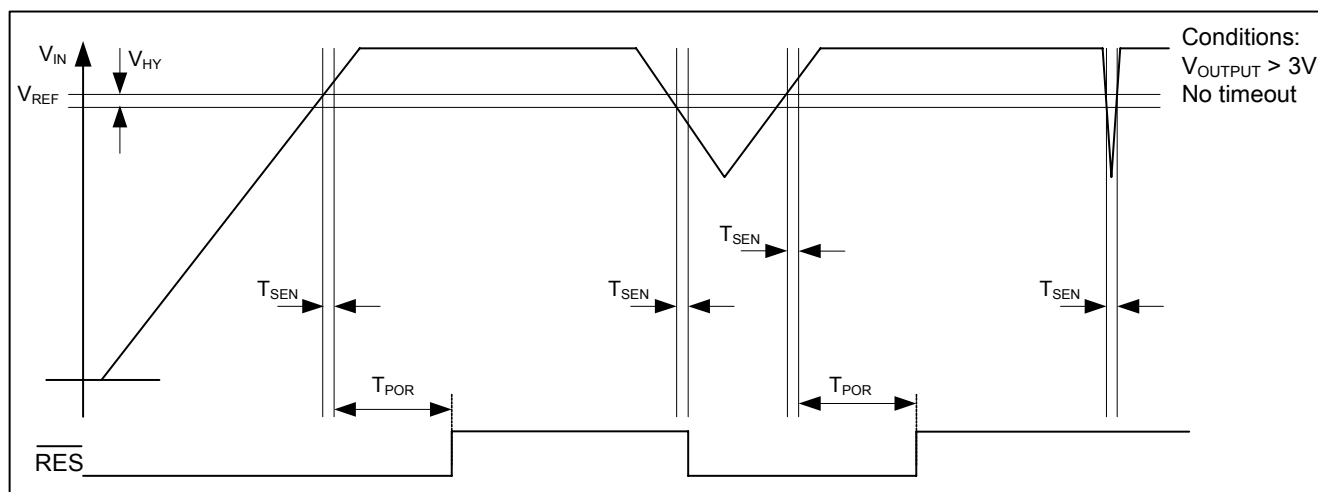 V_IN
V_HY
V_REF
Conditions:
V_OUTPUT > 3V
No timeout
T_SEN
T_SEN
T_SEN
T_SEN
T_POR
T_POR
RES